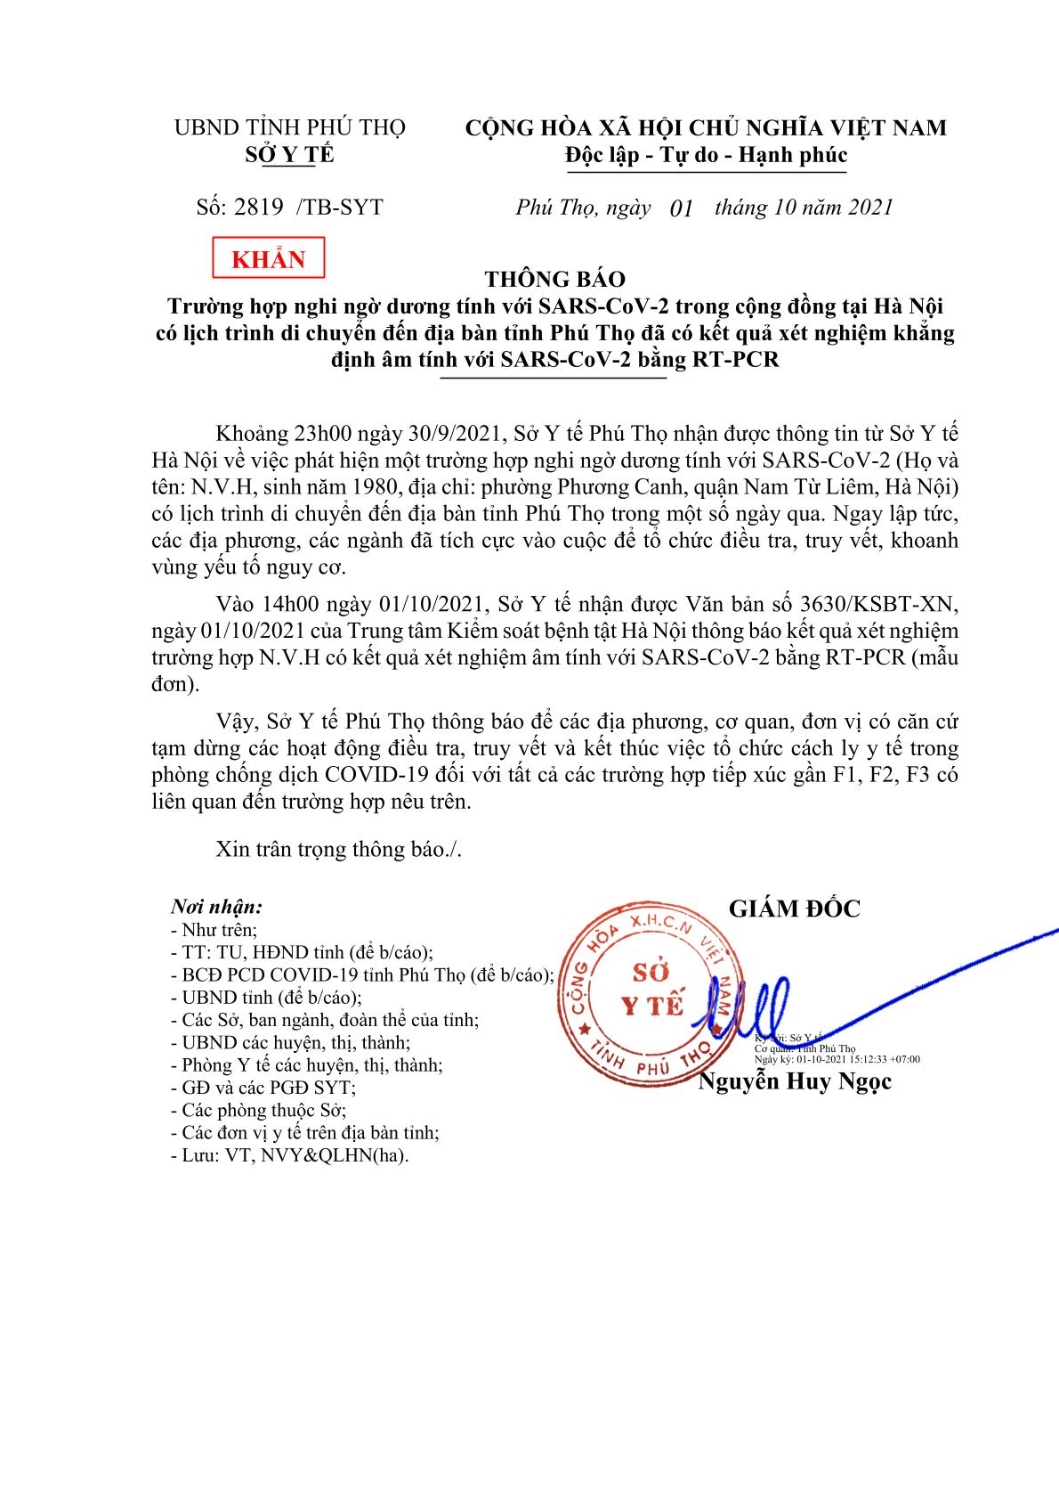 UBND TỈNH PHÚ THỌ
SỞ Y TẾ
CỘNG HÒA XÃ HỘI CHỦ NGHĨA VIỆT NAM
Độc lập - Tự do - Hạnh phúc
Số: 2819 /TB-SYT
Phú Thọ, ngày 01 tháng 10 năm 2021
KHẨN
THÔNG BÁO
Trường hợp nghi ngờ dương tính với SARS-CoV-2 trong cộng đồng tại Hà Nội
có lịch trình di chuyển đến địa bàn tỉnh Phú Thọ đã có kết quả xét nghiệm khẳng
định âm tính với SARS-CoV-2 bằng RT-PCR
Khoảng 23h00 ngày 30/9/2021, Sở Y tế Phú Thọ nhận được thông tin từ Sở Y tế
Hà Nội về việc phát hiện một trường hợp nghi ngờ dương tính với SARS-CoV-2 (Họ và
tên: N.V.H, sinh năm 1980, địa chỉ: phường Phương Canh, quận Nam Từ Liêm, Hà Nội)
có lịch trình di chuyển đến địa bàn tỉnh Phú Thọ trong một số ngày qua. Ngay lập tức,
các địa phương, các ngành đã tích cực vào cuộc để tổ chức điều tra, truy vết, khoanh
vùng yếu tố nguy cơ.
Vào 14h00 ngày 01/10/2021, Sở Y tế nhận được Văn bản số 3630/KSBT-XN,
ngày 01/10/2021 của Trung tâm Kiểm soát bệnh tật Hà Nội thông báo kết quả xét nghiệm
trường hợp N.V.H có kết quả xét nghiệm âm tính với SARS-CoV-2 bằng RT-PCR (mẫu
đơn).
Vậy, Sở Y tế Phú Thọ thông báo để các địa phương, cơ quan, đơn vị có căn cứ
tạm dừng các hoạt động điều tra, truy vết và kết thúc việc tổ chức cách ly y tế trong
phòng chống dịch COVID-19 đối với tất cả các trường hợp tiếp xúc gần F1, F2, F3 có
liên quan đến trường hợp nêu trên.
Xin trân trọng thông báo./.
Nơi nhận:
- Như trên;
- TT: TU, HĐND tỉnh (để b/cáo);
- BCĐ PCD COVID-19 tỉnh Phú Thọ (để b/cáo);
- UBND tỉnh (để b/cáo);
- Các Sở, ban ngành, đoàn thể của tỉnh;
- UBND các huyện, thị, thành;
- Phòng Y tế các huyện, thị, thành;
- GĐ và các PGĐ SYT;
- Các phòng thuộc Sở;
- Các đơn vị y tế trên địa bàn tỉnh;
- Lưu: VT, NVY&QLHN(ha).
GIÁM ĐỐC
CỘNG HÒA X.H.C.N VIỆT NAM
SỞ
Y TẾ
TỈNH PHÚ THỌ
Sở Y tế
Cơ quan: Tỉnh Phú Thọ
Ngày ký: 01-10-2021 15:12:33 +07:00
Nguyễn Huy Ngọc